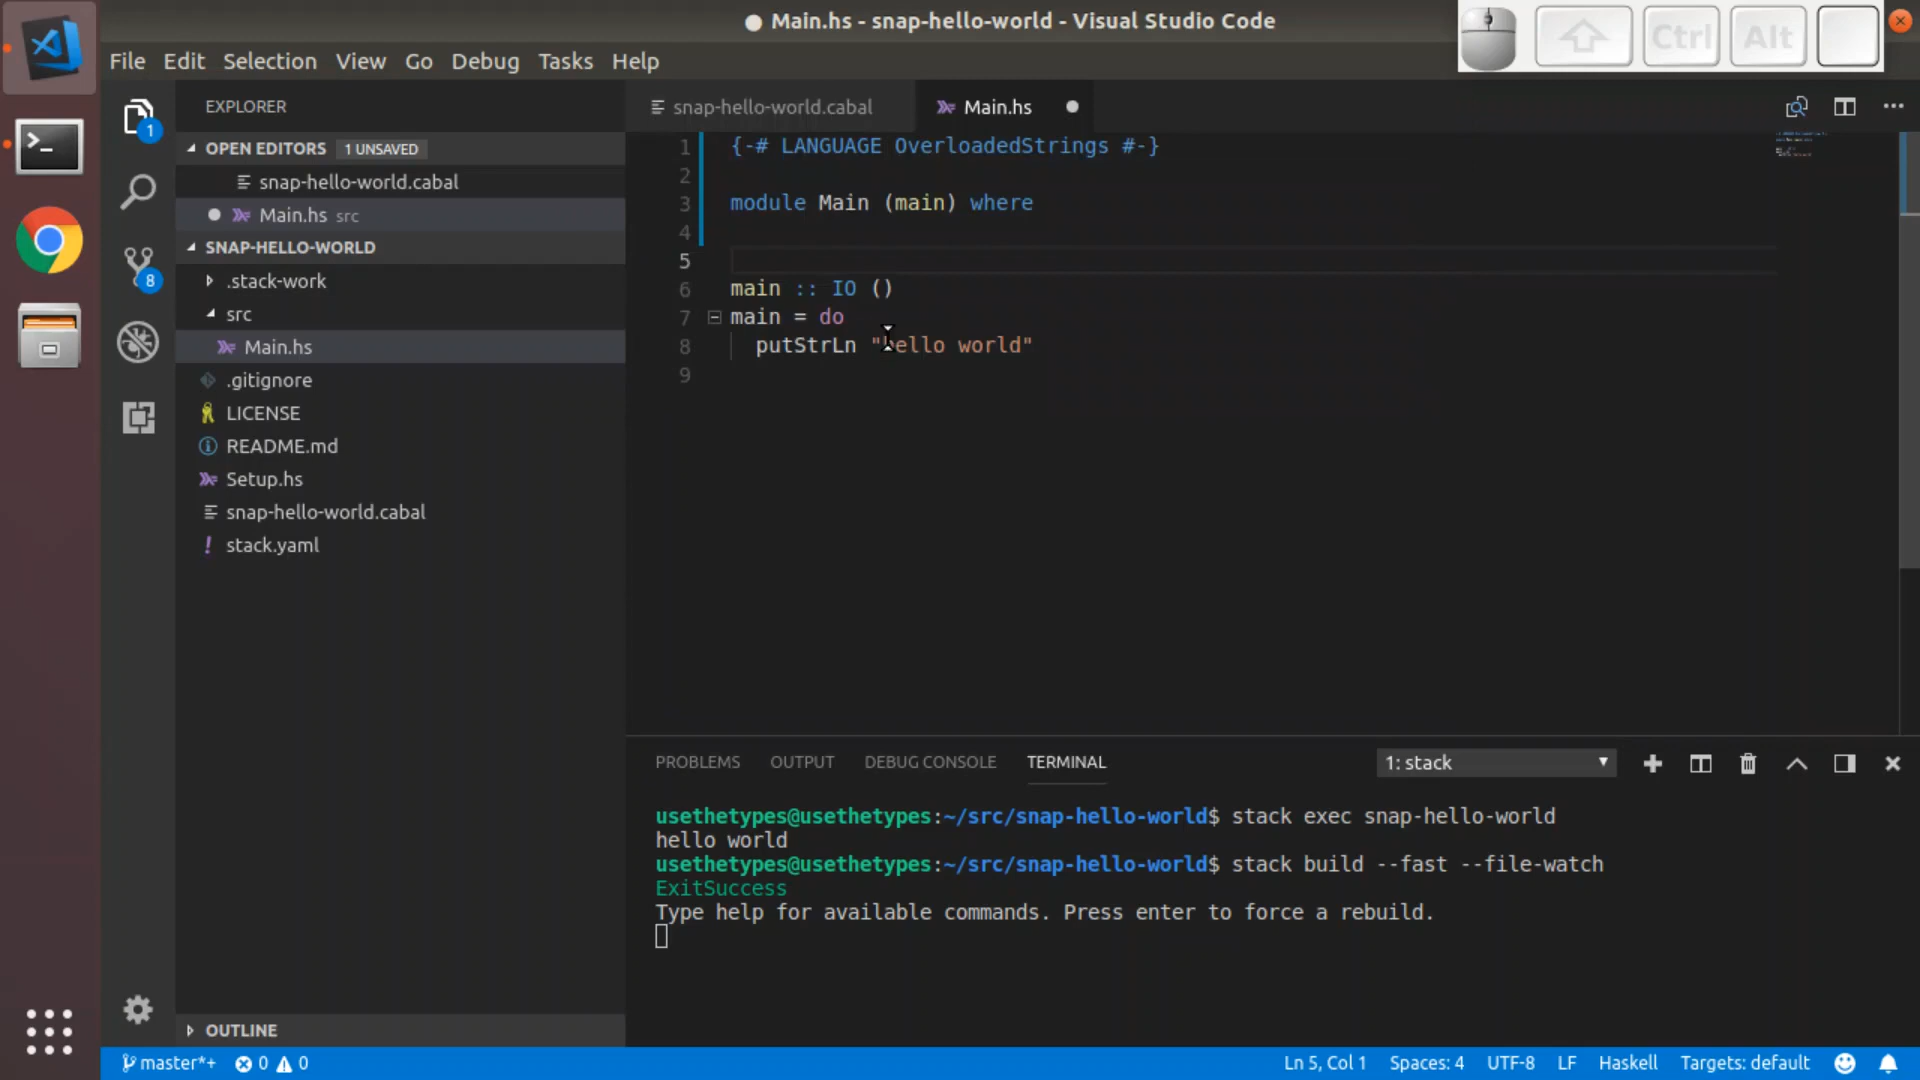 Main.hs - snap-hello-world - Visual Studio Code
Ctrl
Alt
File Edit Selection View Go Debug Tasks Help
1
EXPLORER
OPEN EDITORS 1 UNSAVED
snap-hello-world.cabal
Main.hs src
SNAP-HELLO-WORLD
8
.stack-work
src
Main.hs
.gitignore
LICENSE
README.md
Setup.hs
snap-hello-world.cabal
stack.yaml
OUTLINE
snap-hello-world.cabal Main.hs
1 {-# LANGUAGE OverloadedStrings #-}
2
3 module Main (main) where
4
5
6 main :: IO ()
7 main = do
8 putStrLn "hello world"
9
PROBLEMS OUTPUT DEBUG CONSOLE TERMINAL 1: stack
usethetypes@usethetypes:~/src/snap-hello-world$ stack exec snap-hello-world
hello world
usethetypes@usethetypes:~/src/snap-hello-world$ stack build --fast --file-watch
ExitSuccess
Type help for available commands. Press enter to force a rebuild.
master*+ 0 0 Ln 5, Col 1 Spaces: 4 UTF-8 LF Haskell Targets: default